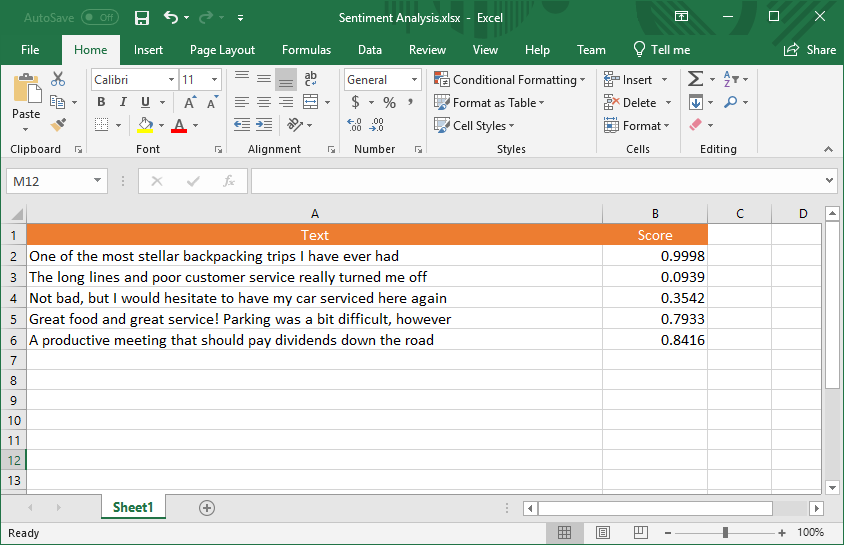 AutoSave Off Sentiment Analysis.xlsx - Excel
File Home Insert Page Layout Formulas Data Review View Help Team Tell me Share
Calibri 11 ab c General Conditional Formatting Insert Σ A Z
Paste B I U A A $ % , Format as Table Delete
A ←.0 .00 .00 →.0 Cell Styles Format
Clipboard Font Alignment Number Styles Cells Editing
M12 fx
A B C D
1 Text Score
2 One of the most stellar backpacking trips I have ever had 0.9998
3 The long lines and poor customer service really turned me off 0.0939
4 Not bad, but I would hesitate to have my car serviced here again 0.3542
5 Great food and great service! Parking was a bit difficult, however 0.7933
6 A productive meeting that should pay dividends down the road 0.8416
7
8
9
10
11
12
13
Sheet1
Ready 100%